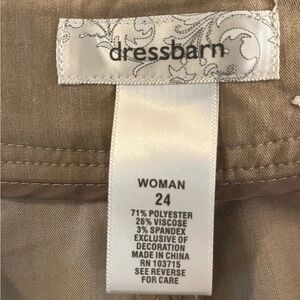 dressbarn
WOMAN
24
71% POLYESTER
26% VISCOSE
3% SPANDEX
EXCLUSIVE OF
DECORATION
MADE IN CHINA
RN 103715
SEE REVERSE
FOR CARE